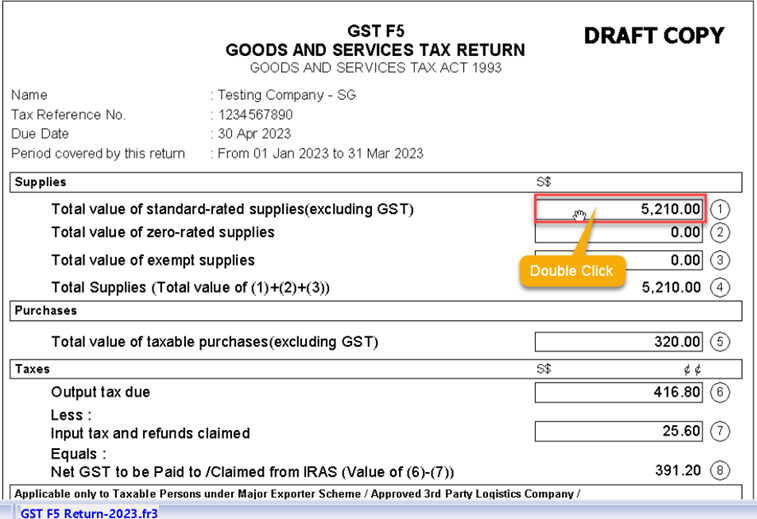 GST F5
DRAFT COPY
GOODS AND SERVICES TAX RETURN
GOODS AND SERVICES TAX ACT 1993
Name : Testing Company - SG
Tax Reference No. : 1234567890
Due Date : 30 Apr 2023
Period covered by this return : From 01 Jan 2023 to 31 Mar 2023
Supplies S$
Total value of standard-rated supplies(excluding GST) 5,210.00 1
Total value of zero-rated supplies 0.00 2
Total value of exempt supplies 0.00 3
Double Click
Total Supplies (Total value of (1)+(2)+(3)) 5,210.00 4
Purchases
Total value of taxable purchases(excluding GST) 320.00 5
Taxes S$ ¢ ¢
Output tax due 416.80 6
Less :
Input tax and refunds claimed 25.60 7
Equals :
Net GST to be Paid to /Claimed from IRAS (Value of (6)-(7)) 391.20 8
Applicable only to Taxable Persons under Major Exporter Scheme / Approved 3rd Party Logistics Company /
GST F5 Return-2023.fr3